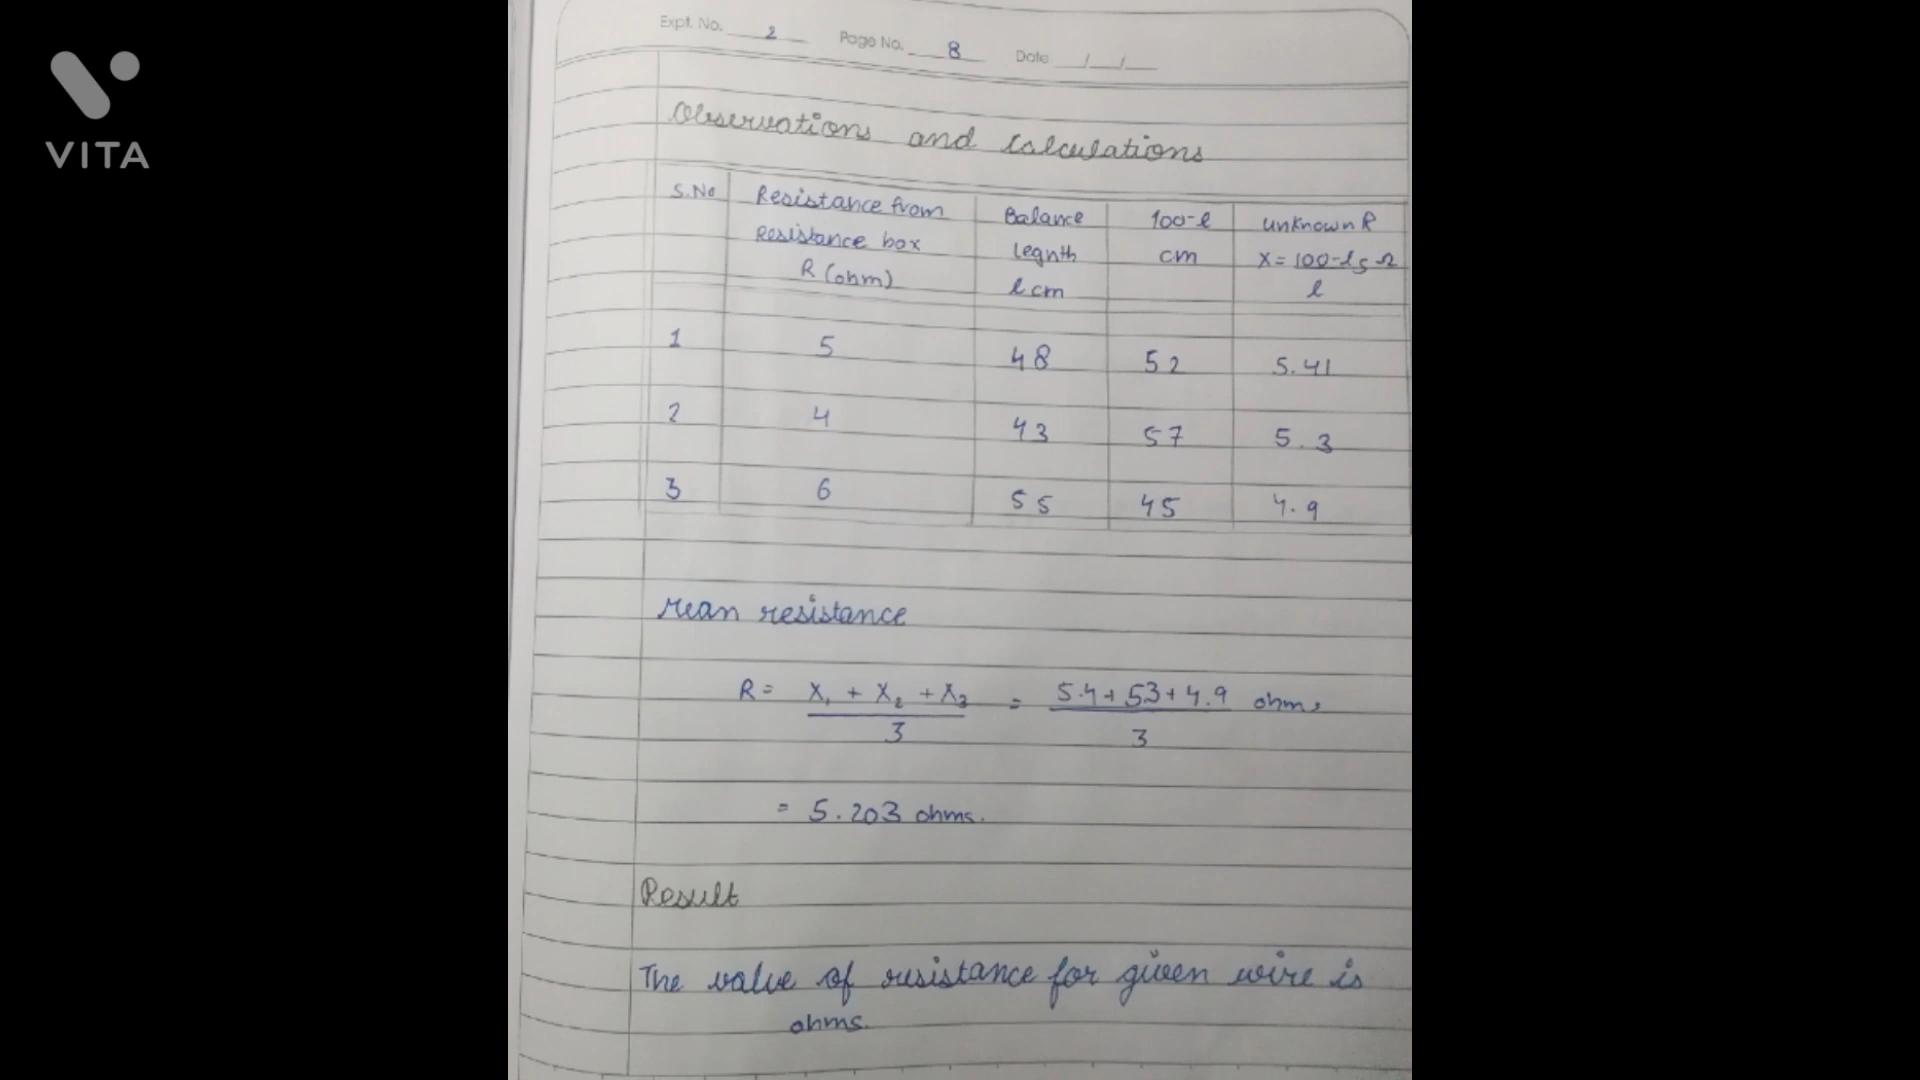 VITA
Expt. No. 2 Page No. 8 Date / /
Observations and calculations
S.No Resistance from resistance box R (ohm) Balance legnth l cm 100-l cm unknown R X = 100-l s Ω l
1 5 48 52 5.41
2 4 43 57 5.3
3 6 55 45 4.9
mean resistance
R = X₁ + X₂ + X₃ = 5.4 + 53 + 4.9 ohms
3 3
= 5.203 ohms.
Result
The value of resistance for given wire is
ohms.